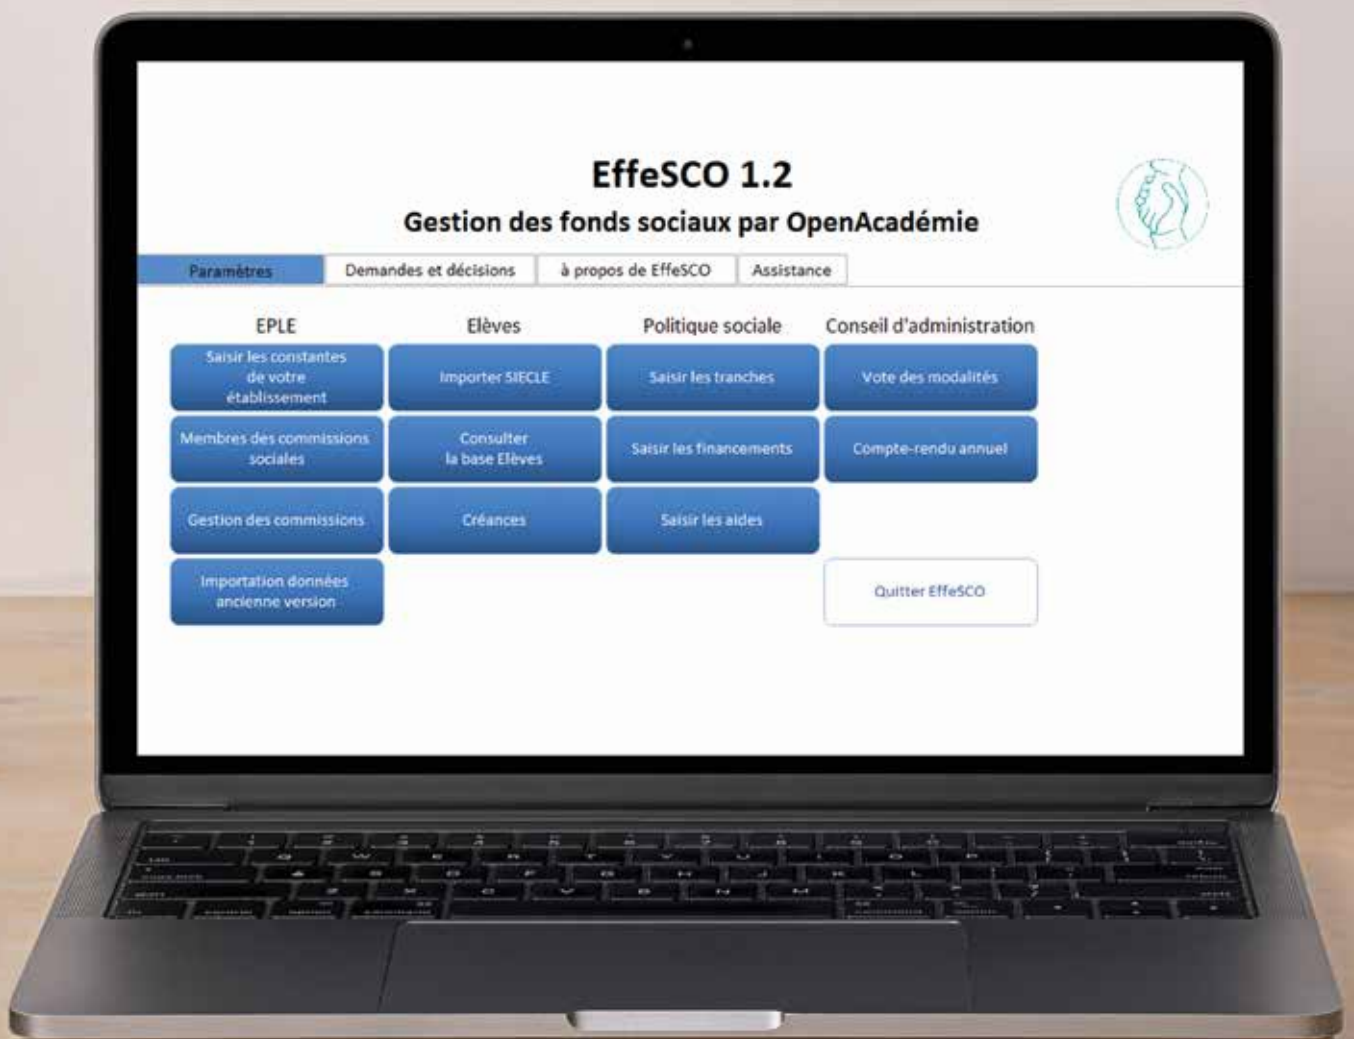 EffeSCO 1.2
Gestion des fonds sociaux par OpenAcadémie
Paramètres
Demandes et décisions
à propos de EffeSCO
Assistance
EPLE
Elèves
Politique sociale
Conseil d'administration
Saisir les constantes
de votre
établissement
Importer SIECLE
Saisir les tranches
Vote des modalités
Membres des commissions
sociales
Consulter
la base Elèves
Saisir les financements
Compte-rendu annuel
Gestion des commissions
Créances
Saisir les aides
Importation données
ancienne version
Quitter EffeSCO